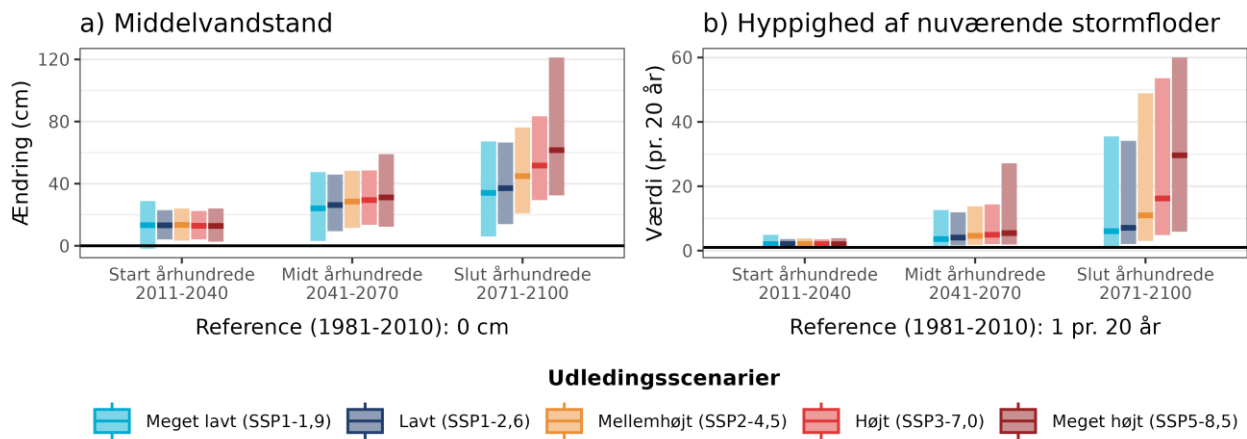 a) Middelvandstand
Ændring (cm)
120
80
40
0
Start århundrede
2011-2040
Midt århundrede
2041-2070
Slut århundrede
2071-2100
Reference (1981-2010): 0 cm
b) Hyppighed af nuværende stormfloder
Værdi (pr. 20 år)
60
40
20
0
Start århundrede
2011-2040
Midt århundrede
2041-2070
Slut århundrede
2071-2100
Reference (1981-2010): 1 pr. 20 år
Udledingsscenarier
Meget lavt (SSP1-1,9)
Lavt (SSP1-2,6)
Mellemhøjt (SSP2-4,5)
Højt (SSP3-7,0)
Meget højt (SSP5-8,5)